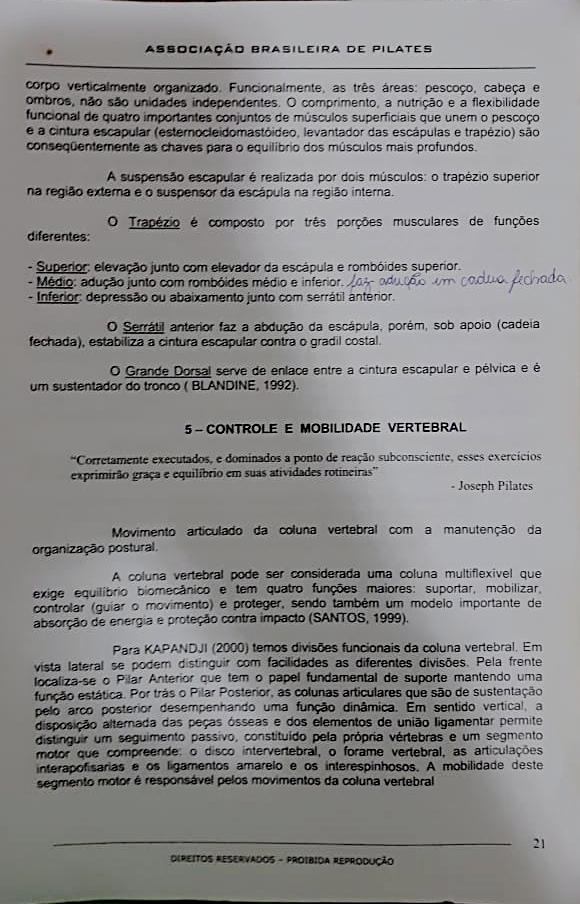 ASSOCIAÇÃO BRASILEIRA DE PILATES
corpo verticalmente organizado. Funcionalmente, as três áreas: pescoço, cabeça e
ombros, não são unidades independentes. O comprimento, a nutrição e a flexibilidade
funcional de quatro importantes conjuntos de músculos superficiais que unem o pescoço
e a cintura escapular (esternocleidomastóideo, levantador das escápulas e trapézio) são
conseqüentemente as chaves para o equilíbrio dos músculos mais profundos.
A suspensão escapular é realizada por dois músculos: o trapézio superior
na região externa e o suspensor da escápula na região interna.
O Trapézio é composto por três porções musculares de funções
diferentes:
- Superior: elevação junto com elevador da escápula e rombóides superior.
- Médio: adução junto com rombóides médio e inferior. faz adução em cadeia fechada
- Inferior: depressão ou abaixamento junto com serrátil anterior.
O Serrátil anterior faz a abdução da escápula, porém, sob apoio (cadeia
fechada), estabiliza a cintura escapular contra o gradil costal.
O Grande Dorsal serve de enlace entre a cintura escapular e pélvica e é
um sustentador do tronco ( BLANDINE, 1992).
5 – CONTROLE E MOBILIDADE VERTEBRAL
“Corretamente executados, e dominados a ponto de reação subconsciente, esses exercícios
exprimirão graça e equilíbrio em suas atividades rotineiras”
- Joseph Pilates
Movimento articulado da coluna vertebral com a manutenção da
organização postural.
A coluna vertebral pode ser considerada uma coluna multiflexivel que
exige equilíbrio biomecânico e tem quatro funções maiores: suportar, mobilizar,
controlar (guiar o movimento) e proteger, sendo também um modelo importante de
absorção de energia e proteção contra impacto (SANTOS, 1999).
Para KAPANDJI (2000) temos divisões funcionais da coluna vertebral. Em
vista lateral se podem distinguir com facilidades as diferentes divisões. Pela frente
localiza-se o Pilar Anterior que tem o papel fundamental de suporte mantendo uma
função estática. Por trás o Pilar Posterior, as colunas articulares que são de sustentação
pelo arco posterior desempenhando uma função dinâmica. Em sentido vertical, a
disposição alternada das peças ósseas e dos elementos de união ligamentar permite
distinguir um seguimento passivo, constituído pela própria vértebras e um segmento
motor que compreende: o disco intervertebral, o forame vertebral, as articulações
interapofisarias e os ligamentos amarelo e os interespinhosos. A mobilidade deste
segmento motor é responsável pelos movimentos da coluna vertebral
21
DIREITOS RESERVADOS – PROIBIDA REPRODUÇÃO